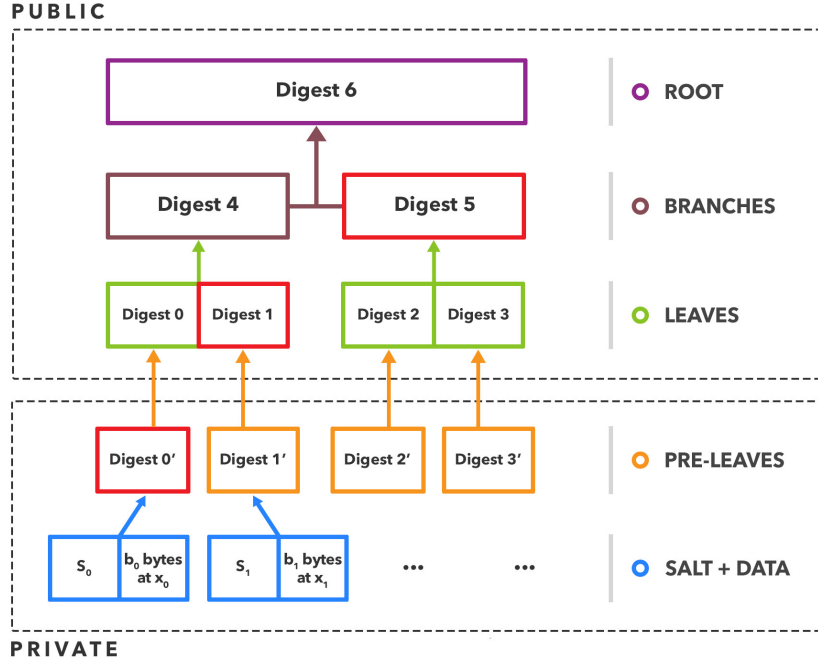 PUBLIC
Digest 6
ROOT
Digest 4
Digest 5
BRANCHES
Digest 0
Digest 1
Digest 2
Digest 3
LEAVES
Digest 0′
Digest 1′
Digest 2′
Digest 3′
PRE-LEAVES
S₀
b₀ bytes
at x₀
S₁
b₁ bytes
at x₁
...
...
SALT + DATA
PRIVATE